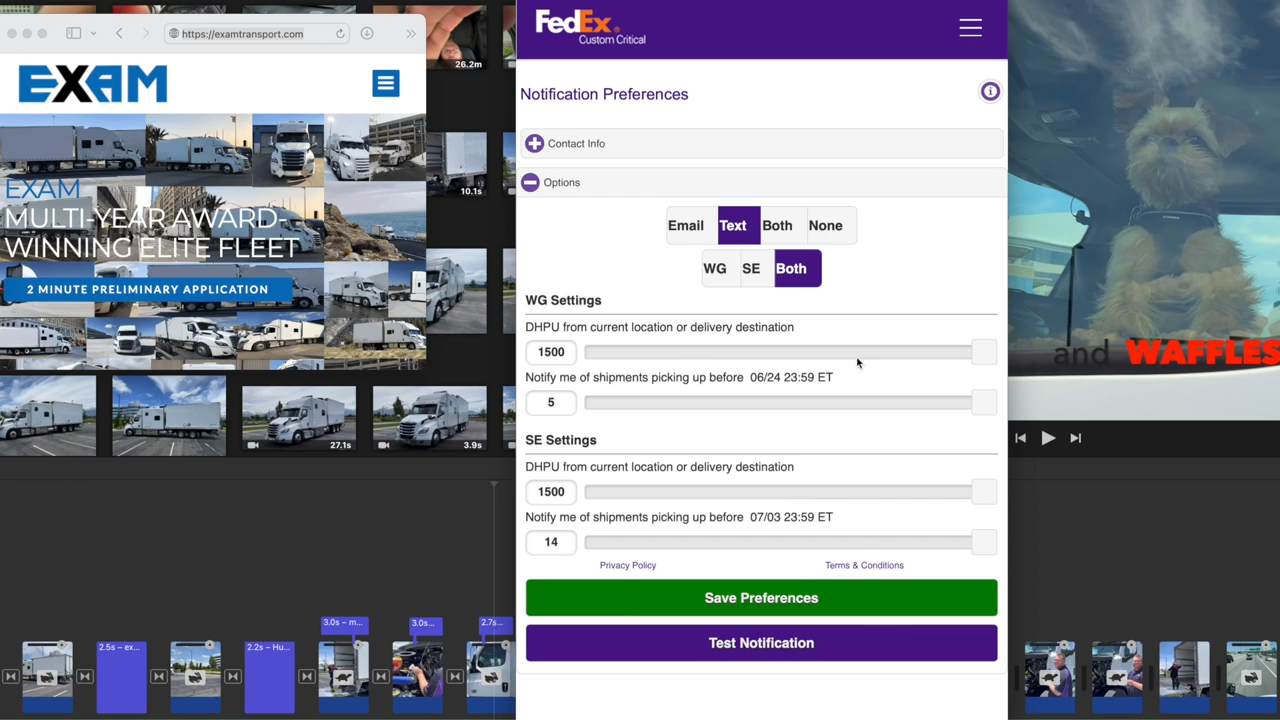 https://examtransport.com
EXAM
EXAM
MULTI-YEAR AWARD-
WINNING ELITE FLEET
2 MINUTE PRELIMINARY APPLICATION
26.2m
10.1s
27.1s
3.9s
FedEx®
Custom Critical
Notification Preferences
Contact Info
Options
Email Text Both None
WG SE Both
WG Settings
DHPU from current location or delivery destination
1500
Notify me of shipments picking up before 06/24 23:59 ET
5
SE Settings
DHPU from current location or delivery destination
1500
Notify me of shipments picking up before 07/03 23:59 ET
14
Privacy Policy Terms & Conditions
Save Preferences
Test Notification
and WAFFLES
2.5s – ex...
2.2s – Hu...
3.0s – m...
3.0s...
2.7s...